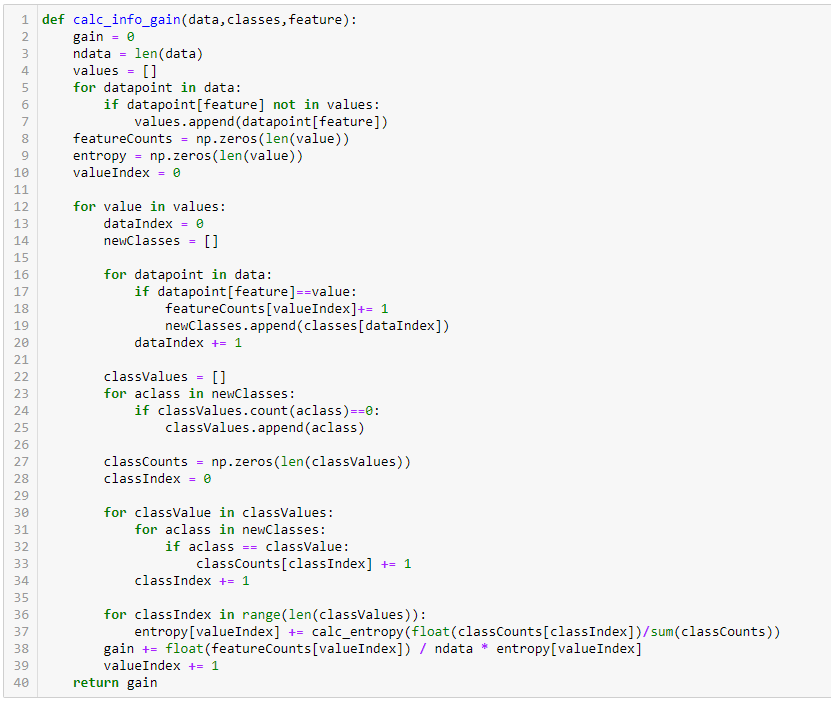 1 def calc_info_gain(data,classes,feature):
2     gain = 0
3     ndata = len(data)
4     values = []
5     for datapoint in data:
6         if datapoint[feature] not in values:
7             values.append(datapoint[feature])
8     featureCounts = np.zeros(len(value))
9     entropy = np.zeros(len(value))
10     valueIndex = 0
11
12     for value in values:
13         dataIndex = 0
14         newClasses = []
15
16         for datapoint in data:
17             if datapoint[feature]==value:
18                 featureCounts[valueIndex]+= 1
19                 newClasses.append(classes[dataIndex])
20             dataIndex += 1
21
22         classValues = []
23         for aclass in newClasses:
24             if classValues.count(aclass)==0:
25                 classValues.append(aclass)
26
27         classCounts = np.zeros(len(classValues))
28         classIndex = 0
29
30         for classValue in classValues:
31             for aclass in newClasses:
32                 if aclass == classValue:
33                     classCounts[classIndex] += 1
34             classIndex += 1
35
36         for classIndex in range(len(classValues)):
37             entropy[valueIndex] += calc_entropy(float(classCounts[classIndex])/sum(classCounts))
38         gain += float(featureCounts[valueIndex]) / ndata * entropy[valueIndex]
39         valueIndex += 1
40     return gain